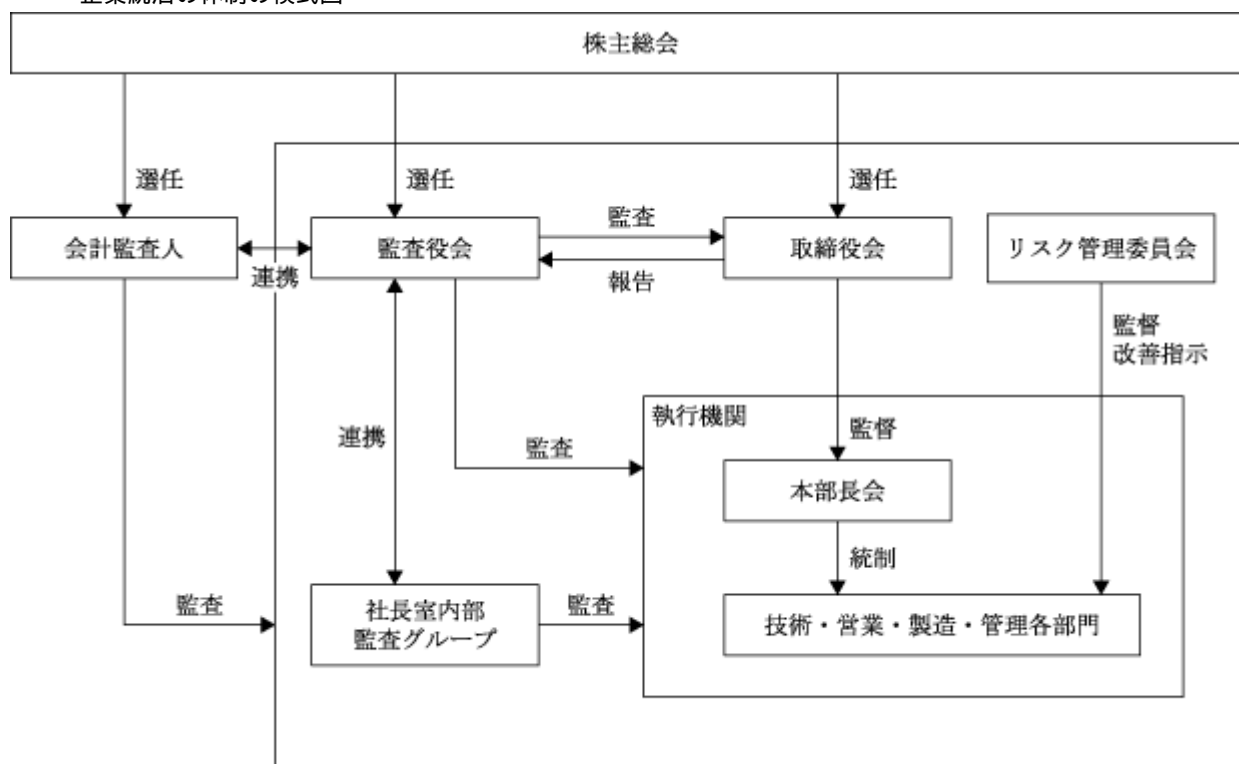 株主総会
選任
選任
選任
会計監査人
連携
監査役会
監査
報告
取締役会
リスク管理委員会
監督
改善指示
執行機関
連携
監査
監督
本部長会
統制
監査
社長室内部
監査グループ
監査
技術・営業・製造・管理各部門